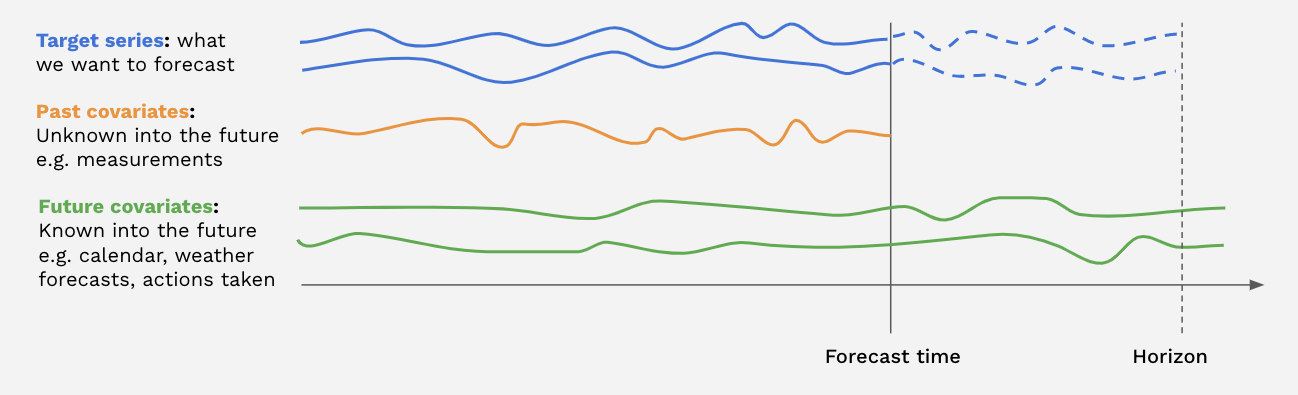 Target series: what
we want to forecast
Past covariates:
Unknown into the future
e.g. measurements
Future covariates:
Known into the future
e.g. calendar, weather
forecasts, actions taken
Forecast time
Horizon